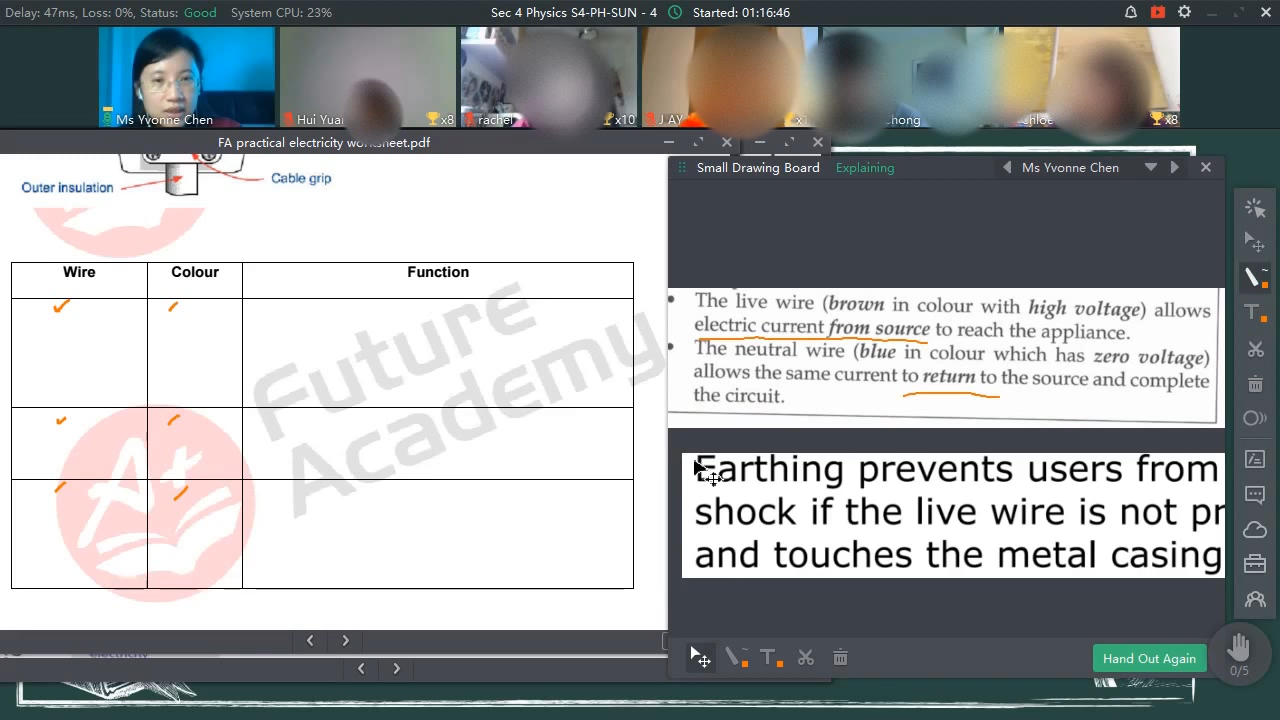 Delay: 47ms, Loss: 0%, Status: Good System CPU: 23%
Sec 4 Physics S4-PH-SUN - 4 Started: 01:16:46
Ms Yvonne Chen
Hui Yuan x8
rachel x10
J AY
hong
chloe x8
FA practical electricity worksheet.pdf
Outer insulation
Cable grip
Wire Colour Function
Future
Academy
A+
Small Drawing Board Explaining Ms Yvonne Chen
• The live wire (brown in colour with high voltage) allows
electric current from source to reach the appliance.
• The neutral wire (blue in colour which has zero voltage)
allows the same current to return to the source and complete
the circuit.
Earthing prevents users from
shock if the live wire is not pr
and touches the metal casing
electricity
Hand Out Again
0/5